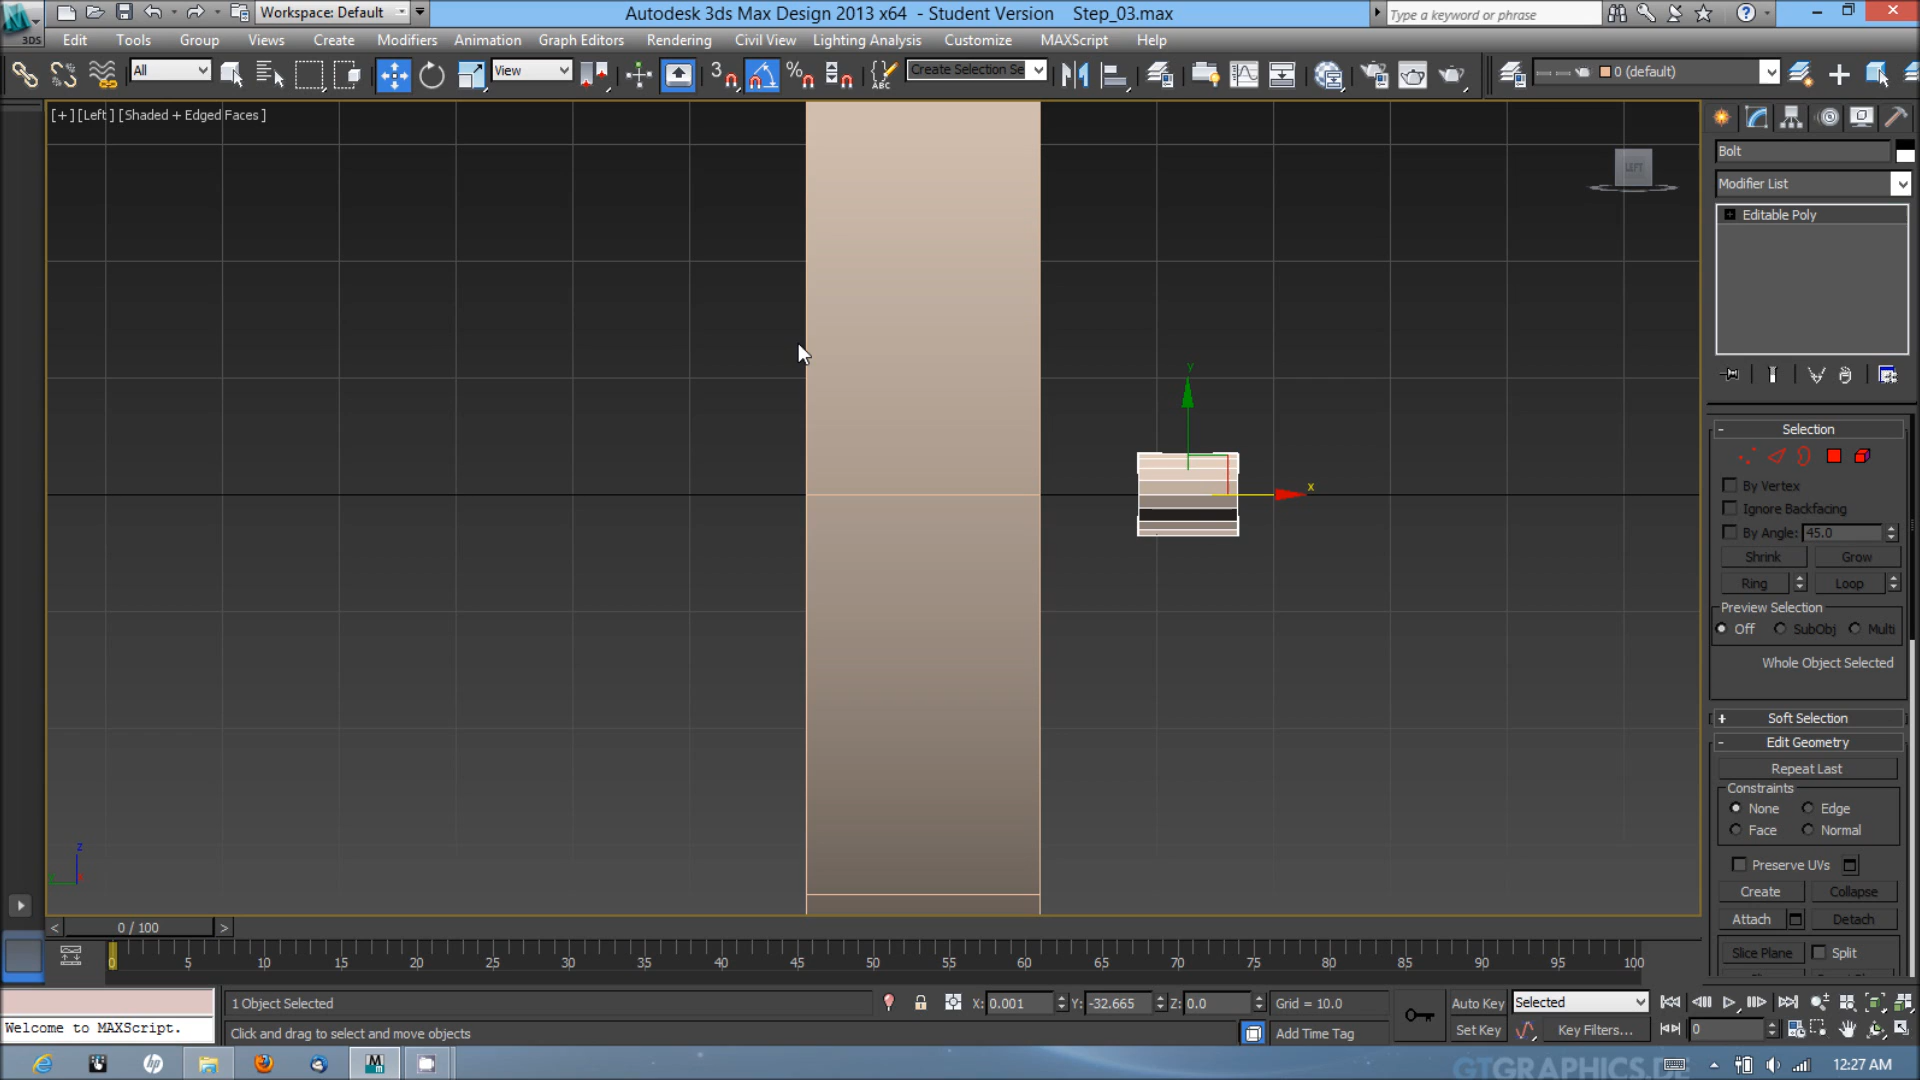 Workspace: Default
Autodesk 3ds Max Design 2013 x64 - Student Version Step_03.max
Type a keyword or phrase
3DS
Edit Tools Group Views Create Modifiers Animation Graph Editors Rendering Civil View Lighting Analysis Customize MAXScript Help
All
View
3
%
ABC
Create Selection Se
0 (default)
[+] [Left ] [Shaded + Edged Faces ]
LEFT
y
x
z
Bolt
Modifier List
Editable Poly
Selection
By Vertex
Ignore Backfacing
By Angle: 45.0
Shrink Grow
Ring Loop
Preview Selection
Off SubObj Multi
Whole Object Selected
Soft Selection
Edit Geometry
Repeat Last
Constraints
None Edge
Face Normal
Preserve UVs
Create Collapse
Attach Detach
Slice Plane Split
< 0 / 100 >
0 5 10 15 20 25 30 35 40 45 50 55 60 65 70 75 80 85 90 95 100
1 Object Selected
X: 0.001 Y: -32.665 Z: 0.0 Grid = 10.0
Auto Key Selected
Welcome to MAXScript.
Click and drag to select and move objects
Add Time Tag
Set Key Key Filters... 0
GTGRAPHICS.DE
12:27 AM